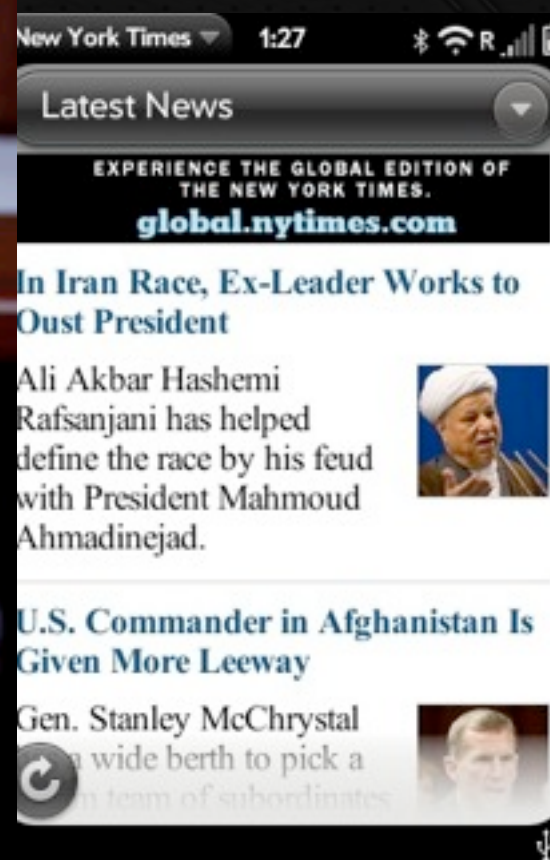 New York Times 1:27 R
Latest News
EXPERIENCE THE GLOBAL EDITION OF
THE NEW YORK TIMES.
global.nytimes.com
In Iran Race, Ex-Leader Works to
Oust President
Ali Akbar Hashemi
Rafsanjani has helped
define the race by his feud
with President Mahmoud
Ahmadinejad.
U.S. Commander in Afghanistan Is
Given More Leeway
Gen. Stanley McChrystal
a wide berth to pick a
team of subordinates